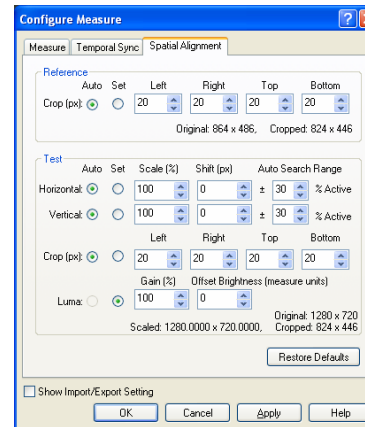 Configure Measure
Measure Temporal Sync Spatial Alignment
Reference
Auto Set Left Right Top Bottom
Crop (px): 20 20 20 20
Original: 864 x 486, Cropped: 824 x 446
Test
Auto Set Scale (%) Shift (px) Auto Search Range
Horizontal: 100 0 ± 30 % Active
Vertical: 100 0 ± 30 % Active
Left Right Top Bottom
Crop (px): 20 20 20 20
Gain (%) Offset Brightness (measure units)
Luma: 100 0
Original: 1280 x 720
Scaled: 1280.0000 x 720.0000, Cropped: 824 x 446
Restore Defaults
Show Import/Export Setting
OK Cancel Apply Help